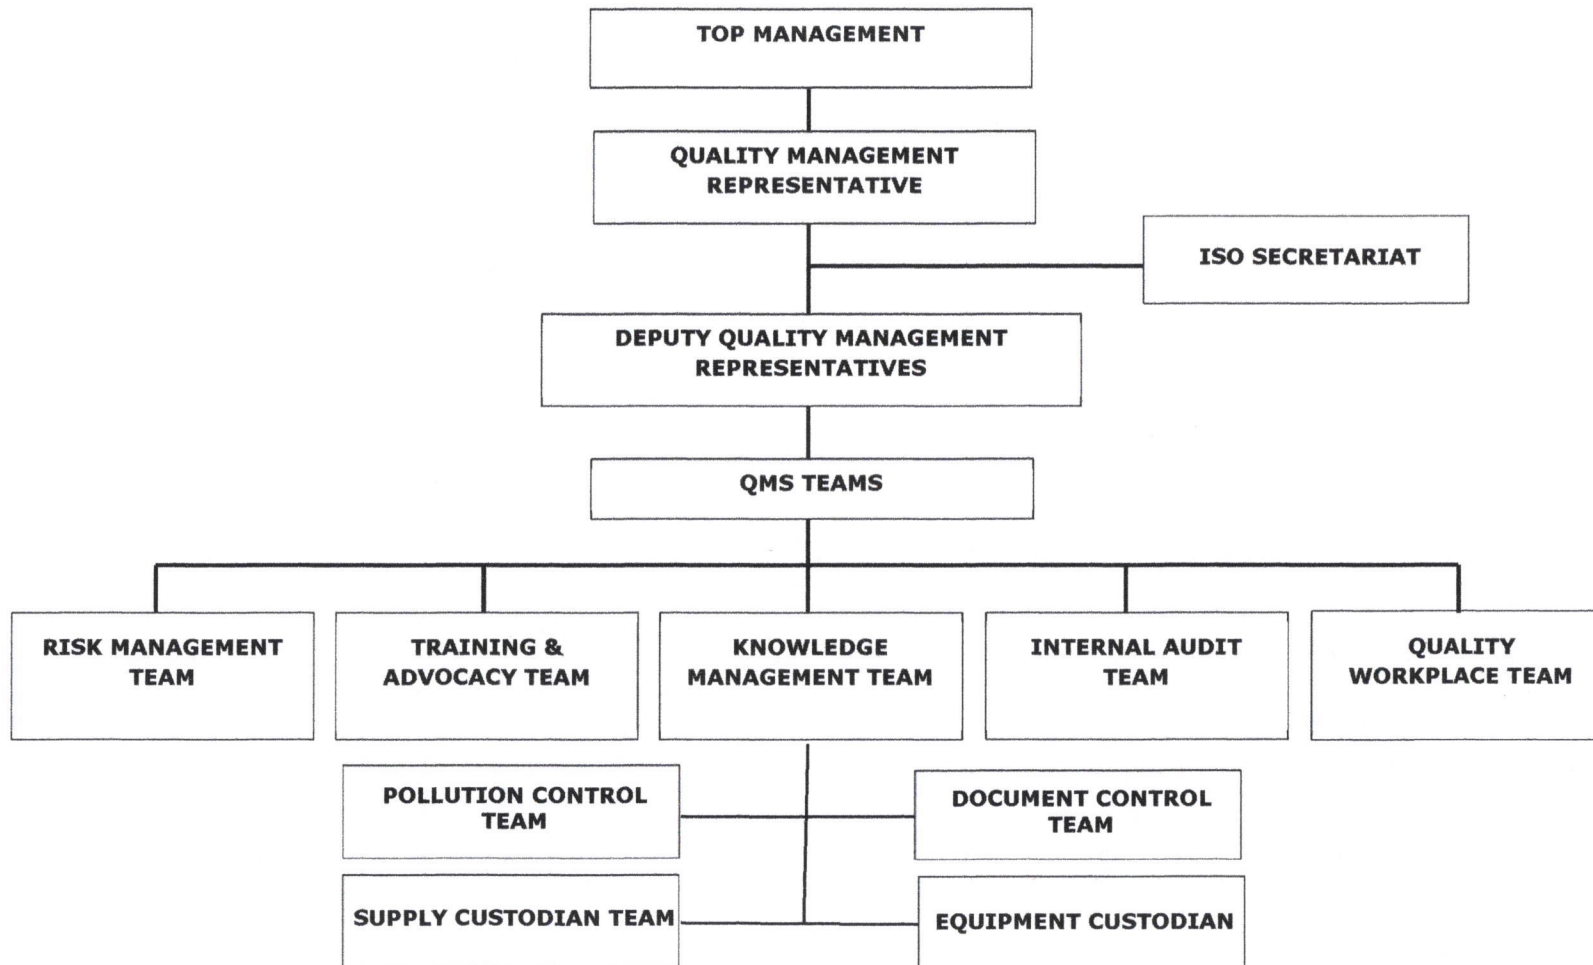 TOP MANAGEMENT
QUALITY MANAGEMENT
REPRESENTATIVE
ISO SECRETARIAT
DEPUTY QUALITY MANAGEMENT
REPRESENTATIVES
QMS TEAMS
RISK MANAGEMENT
TEAM
TRAINING &
ADVOCACY TEAM
KNOWLEDGE
MANAGEMENT TEAM
INTERNAL AUDIT
TEAM
QUALITY
WORKPLACE TEAM
POLLUTION CONTROL
TEAM
DOCUMENT CONTROL
TEAM
SUPPLY CUSTODIAN TEAM
EQUIPMENT CUSTODIAN